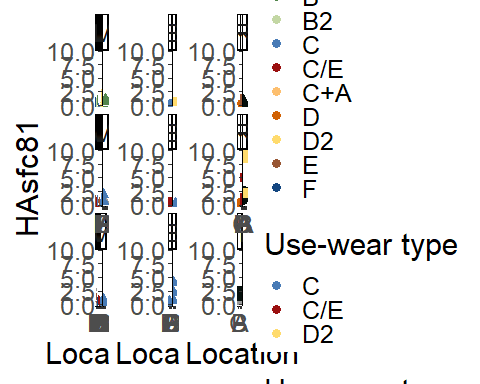 B
B2
C
C/E
C+A
D
D2
E
F
HAsfc81
10.0 10.0 10.0
7.5 7.5 7.5
5.0 5.0 5.0
2.5 2.5 2.5
0.0 0.0 0.0
10.0 10.0 10.0
7.5 7.5 7.5
5.0 5.0 5.0
2.5 2.5 2.5
0.0 0.0 0.0
10.0 10.0 10.0
7.5 7.5 7.5
5.0 5.0 5.0
2.5 2.5 2.5
0.0 0.0 0.0
Use-wear type
C
C/E
D2
Loca Loca Location